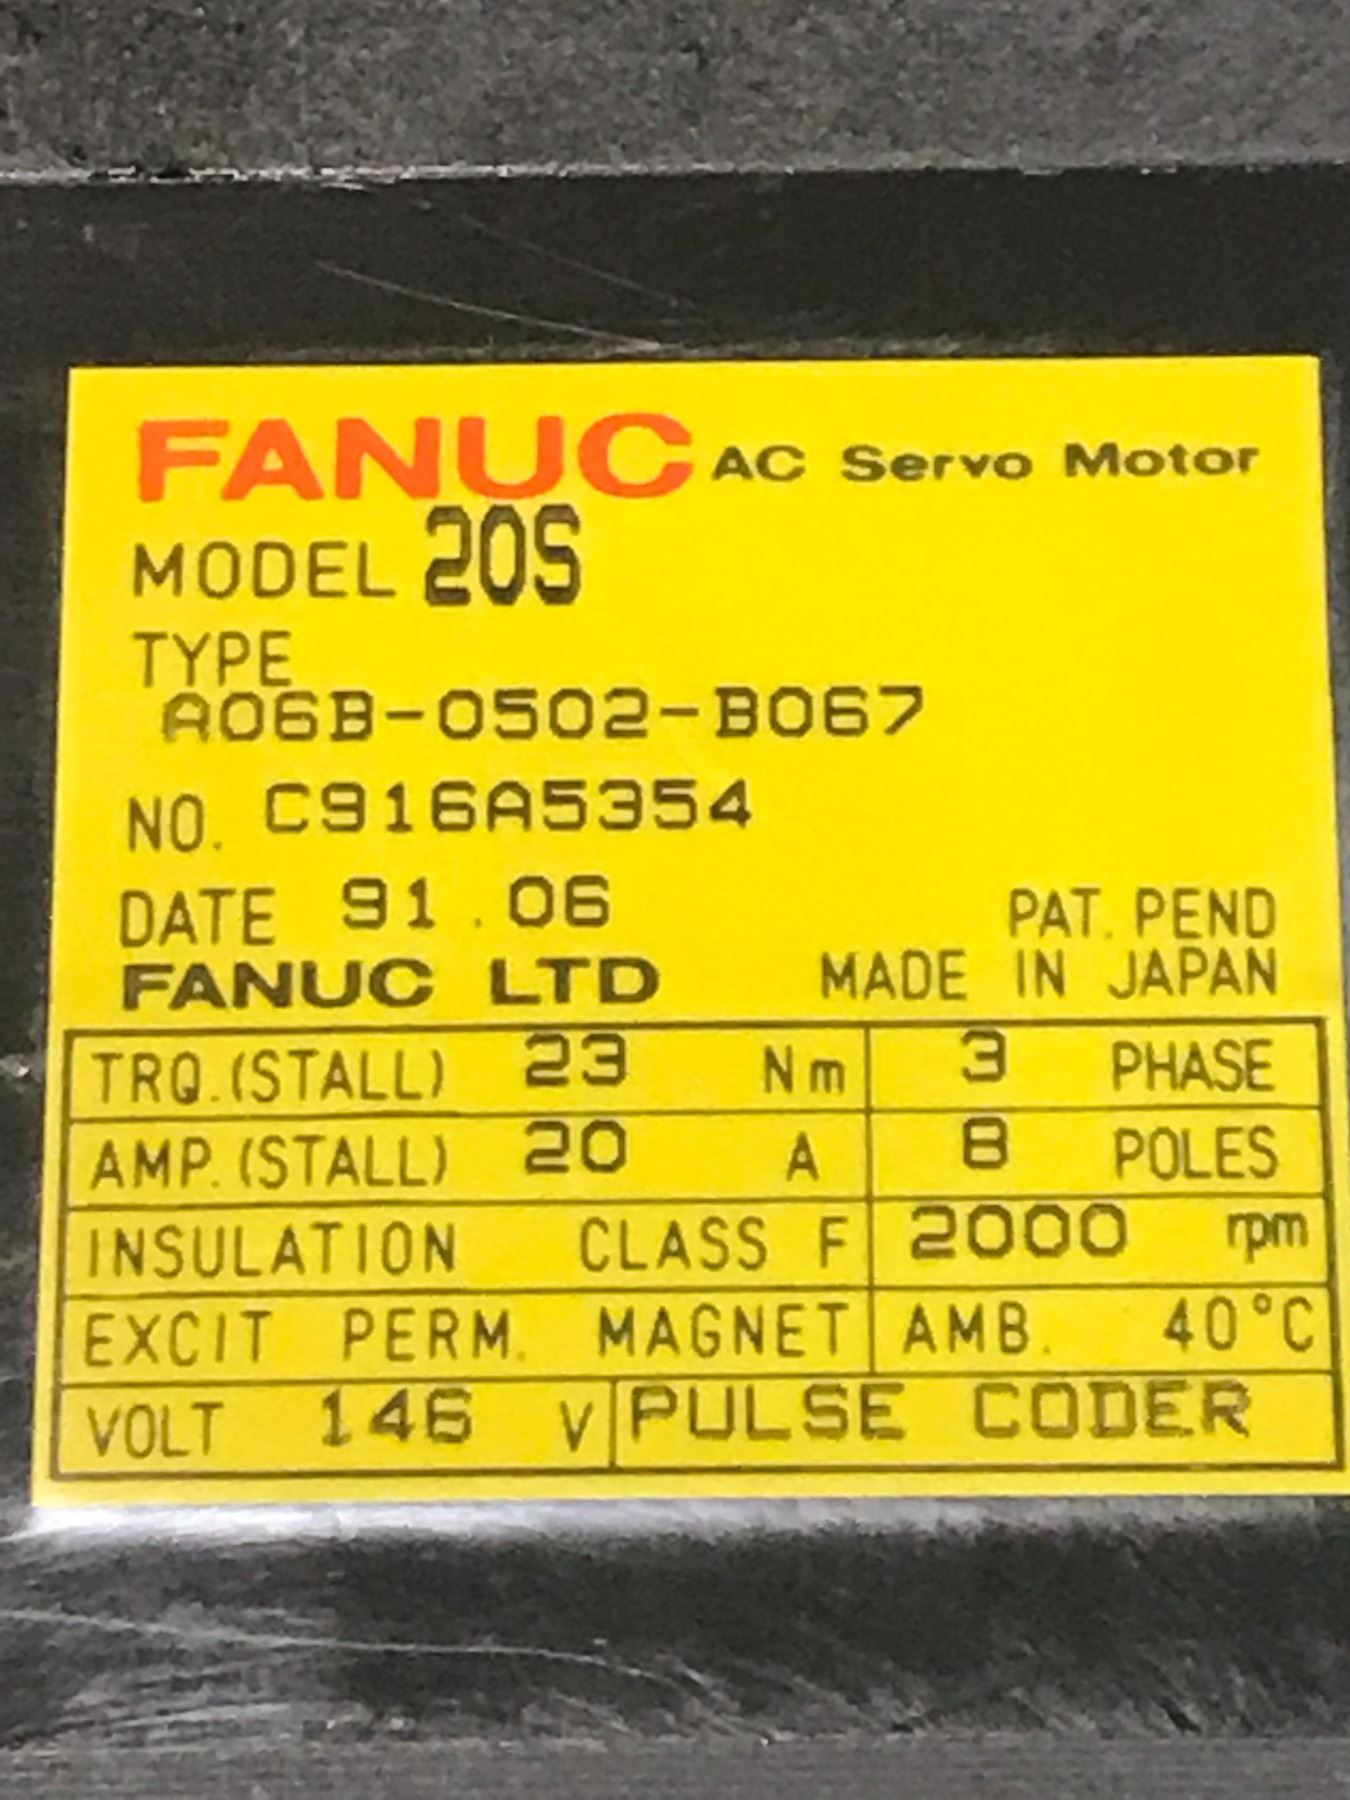 FANUC AC Servo Motor
MODEL 20S
TYPE
A06B-0502-B067
NO. C916A5354
DATE 91.06
PAT. PEND
FANUC LTD MADE IN JAPAN
TRQ.(STALL) 23 Nm 3 PHASE
AMP.(STALL) 20 A 8 POLES
INSULATION CLASS F 2000 rpm
EXCIT PERM. MAGNET AMB. 40°C
VOLT 146 V PULSE CODER